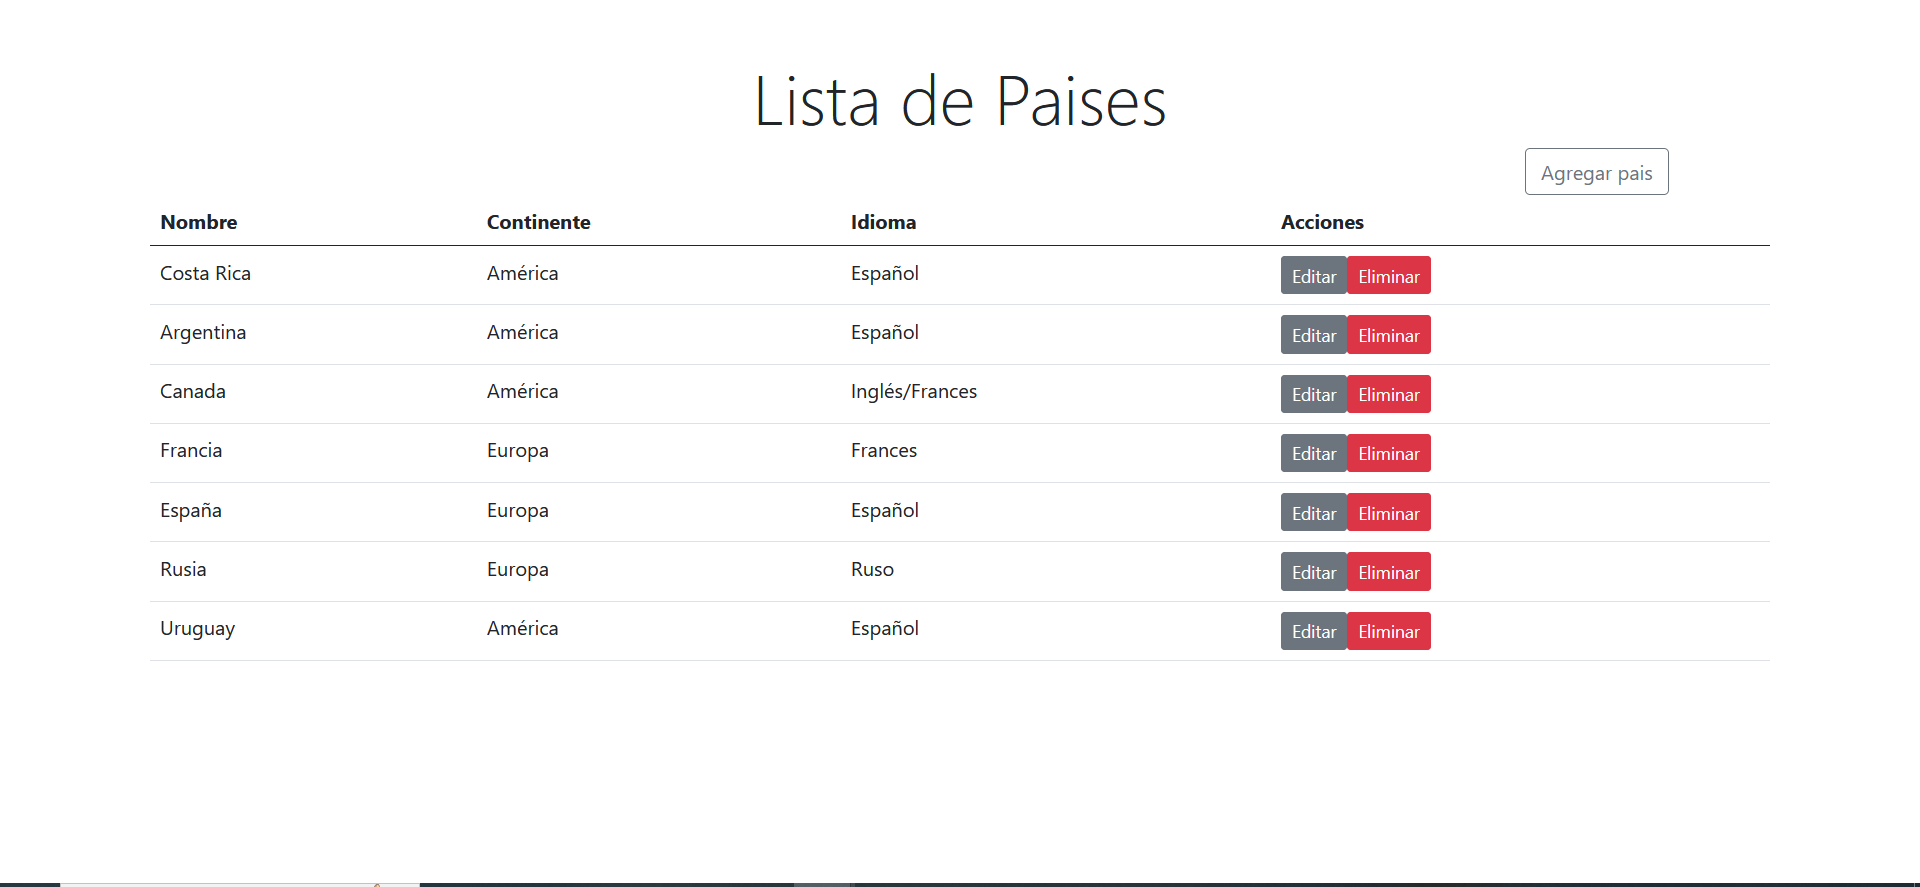 Lista de Paises
Agregar pais
Nombre Continente Idioma Acciones
Costa Rica América Español Editar Eliminar
Argentina América Español Editar Eliminar
Canada América Inglés/Frances Editar Eliminar
Francia Europa Frances Editar Eliminar
España Europa Español Editar Eliminar
Rusia Europa Ruso Editar Eliminar
Uruguay América Español Editar Eliminar